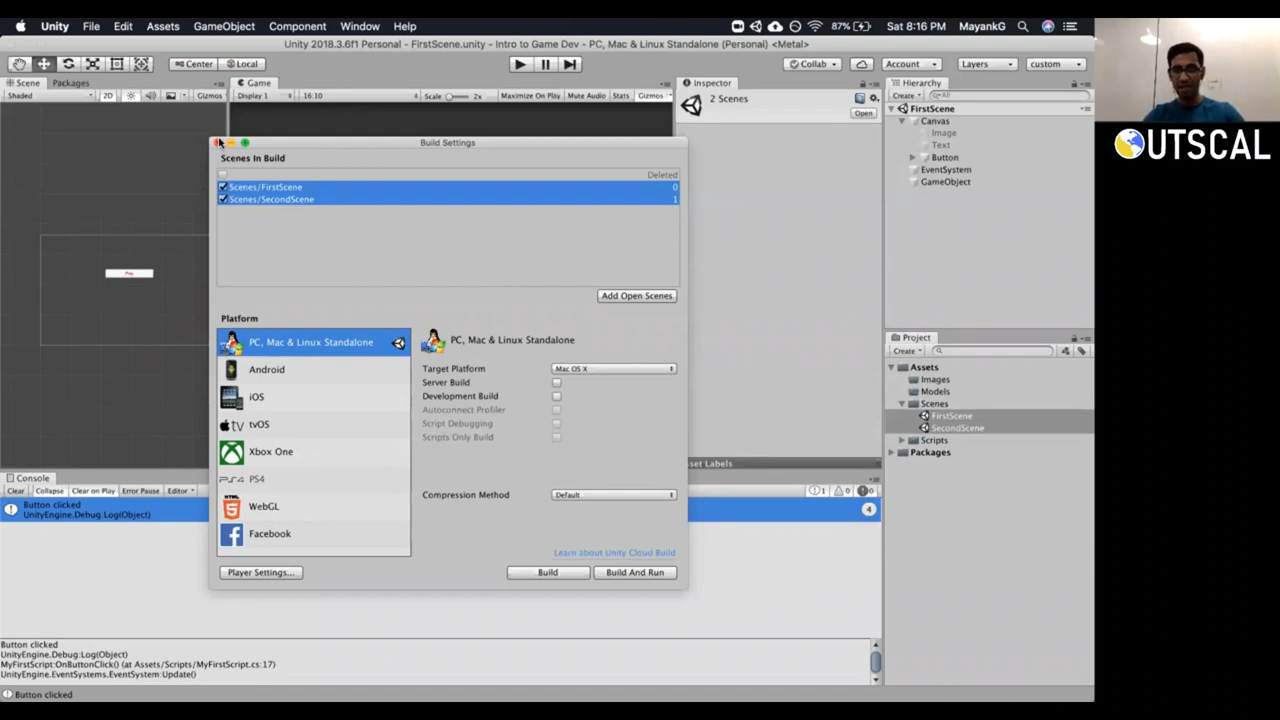 Unity File Edit Assets GameObject Component Window Help 87% Sat 8:16 PM MayankG
Unity 2018.3.6f1 Personal - FirstScene.unity - Intro to Game Dev - PC, Mac & Linux Standalone (Personal) <Metal>
Center Local Collab Account Layers custom
Scene Packages Game Inspector Hierarchy
Shaded 2D Gizmos Display 1 16:10 Scale 2x Maximize On Play Mute Audio Stats Gizmos 2 Scenes Create All
Open
FirstScene
Canvas
Image
Text
Button
EventSystem
GameObject
Build Settings
Scenes In Build
Deleted
Scenes/FirstScene 0
Scenes/SecondScene 1
Play
Add Open Scenes
Platform
PC, Mac & Linux Standalone
Android
iOS
tvOS
Xbox One
PS4
WebGL
Facebook
PC, Mac & Linux Standalone
Target Platform Mac OS X
Server Build
Development Build
Autoconnect Profiler
Script Debugging
Scripts Only Build
Compression Method Default
Learn about Unity Cloud Build
Player Settings... Build Build And Run
Project
Create
Assets
Images
Models
Scenes
FirstScene
SecondScene
Scripts
Packages
Asset Labels
Console
Clear Collapse Clear on Play Error Pause Editor 1 0 0
Button clicked
UnityEngine.Debug:Log(Object) 4
Button clicked
UnityEngine.Debug:Log(Object)
MyFirstScript:OnButtonClick() (at Assets/Scripts/MyFirstScript.cs:17)
UnityEngine.EventSystems.EventSystem:Update()
Button clicked
OUTSCAL